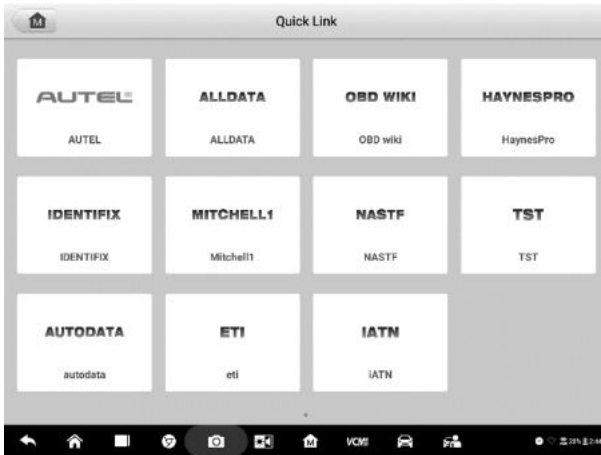 M
Quick Link
AUTEL
AUTEL
ALLDATA
ALLDATA
OBD WIKI
OBD wiki
HAYNESPRO
HaynesPro
IDENTIFIX
IDENTIFIX
MITCHELL1
Mitchell1
NASTF
NASTF
TST
TST
AUTODATA
autodata
ETI
eti
IATN
iATN
M
VCMI